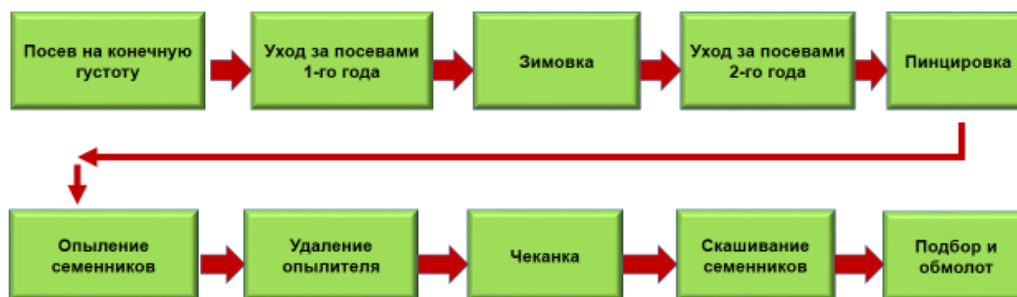 Посев на конечную
густоту
Уход за посевами
1-го года
Зимовка
Уход за посевами
2-го года
Пинцировка
Опыление
семенников
Удаление
опылителя
Чеканка
Скашивание
семенников
Подбор и
обмолот